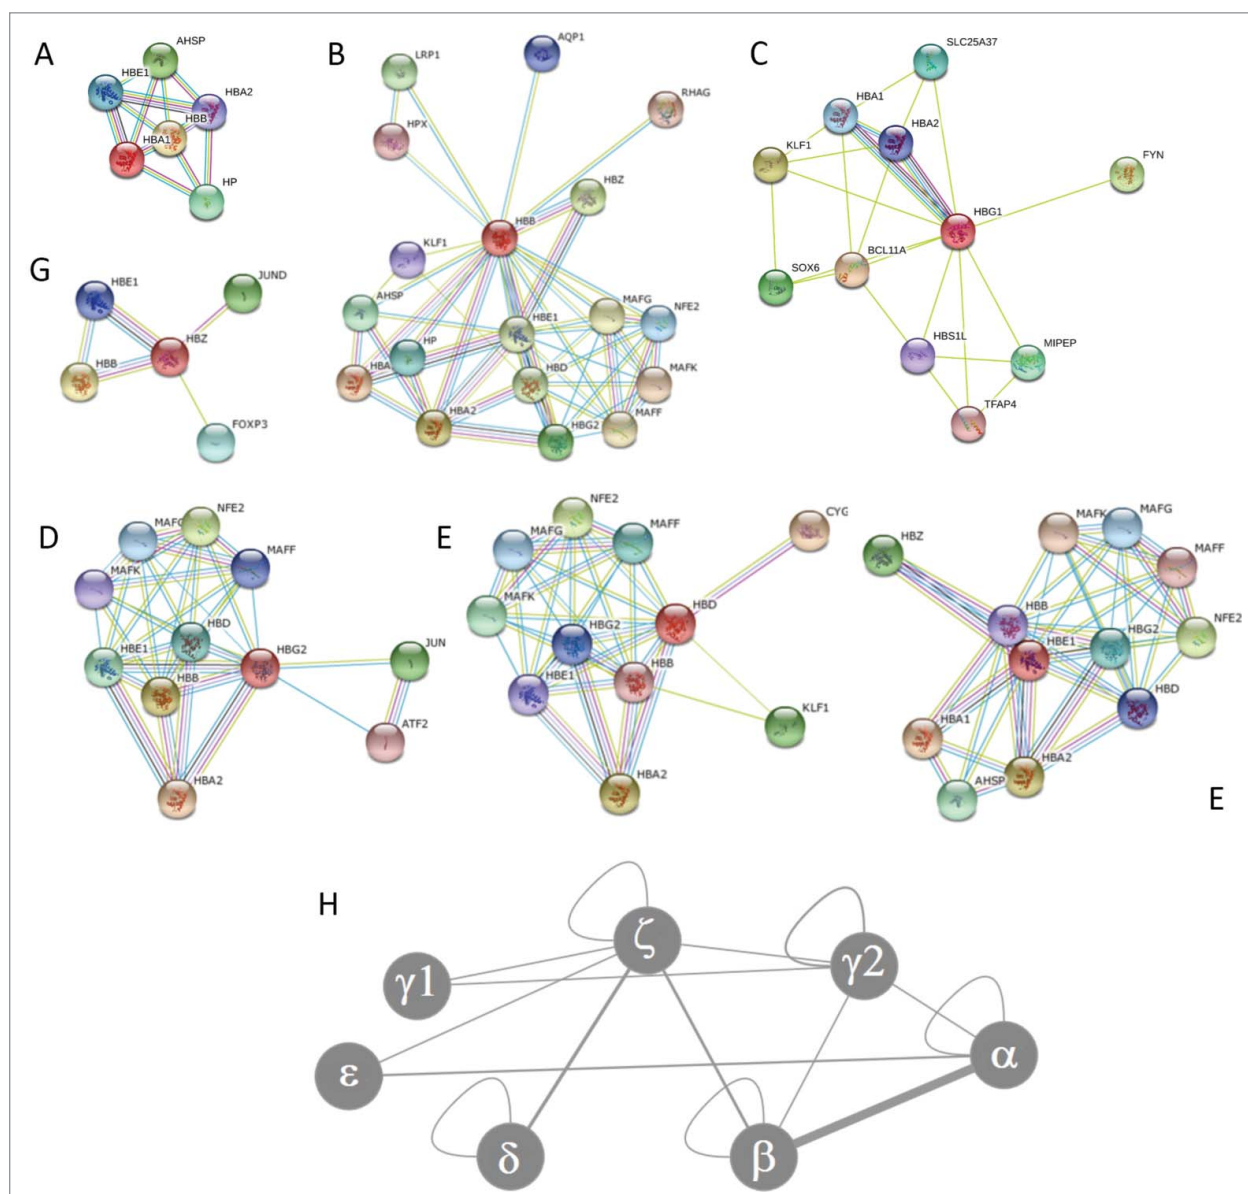 A
AHSP
HBE1
HBA2
HBB
HBA1
HP
B
LRP1
AQP1
RHAG
HPX
HBZ
HBB
KLF1
AHSP
MAFG
NFE2
HBE1
HP
HBA
HBD
MAFK
HBA2
HBG2
MAFF
C
SLC25A37
HBA1
HBA2
KLF1
FYN
HBG1
BCL11A
SOX6
HBS1L
MIPEP
TFAP4
G
HBE1
JUND
HBZ
HBB
FOXP3
D
NFE2
MAFG
MAFF
MAFK
HBD
HBE1
HBG2
JUN
HBB
ATF2
HBA2
E
NFE2
MAFG
MAFF
CYG
MAFK
HBD
HBG2
HBB
HBE1
KLF1
HBA2
MAFK
MAFG
HBZ
MAFF
HBB
NFE2
HBE1
HBG2
HBD
HBA1
HBA2
AHSP
E
H
ζ
γ2
γ1
α
ε
δ
β